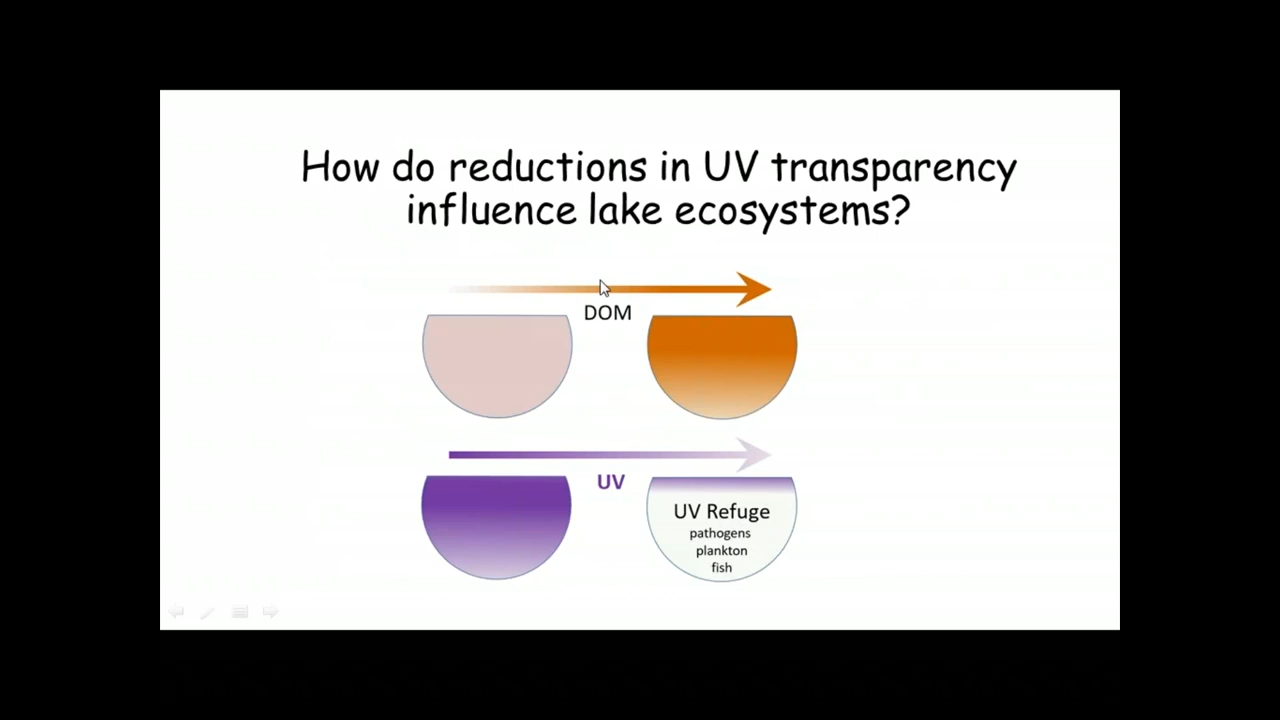 How do reductions in UV transparency
influence lake ecosystems?
DOM
UV
UV Refuge
pathogens
plankton
fish